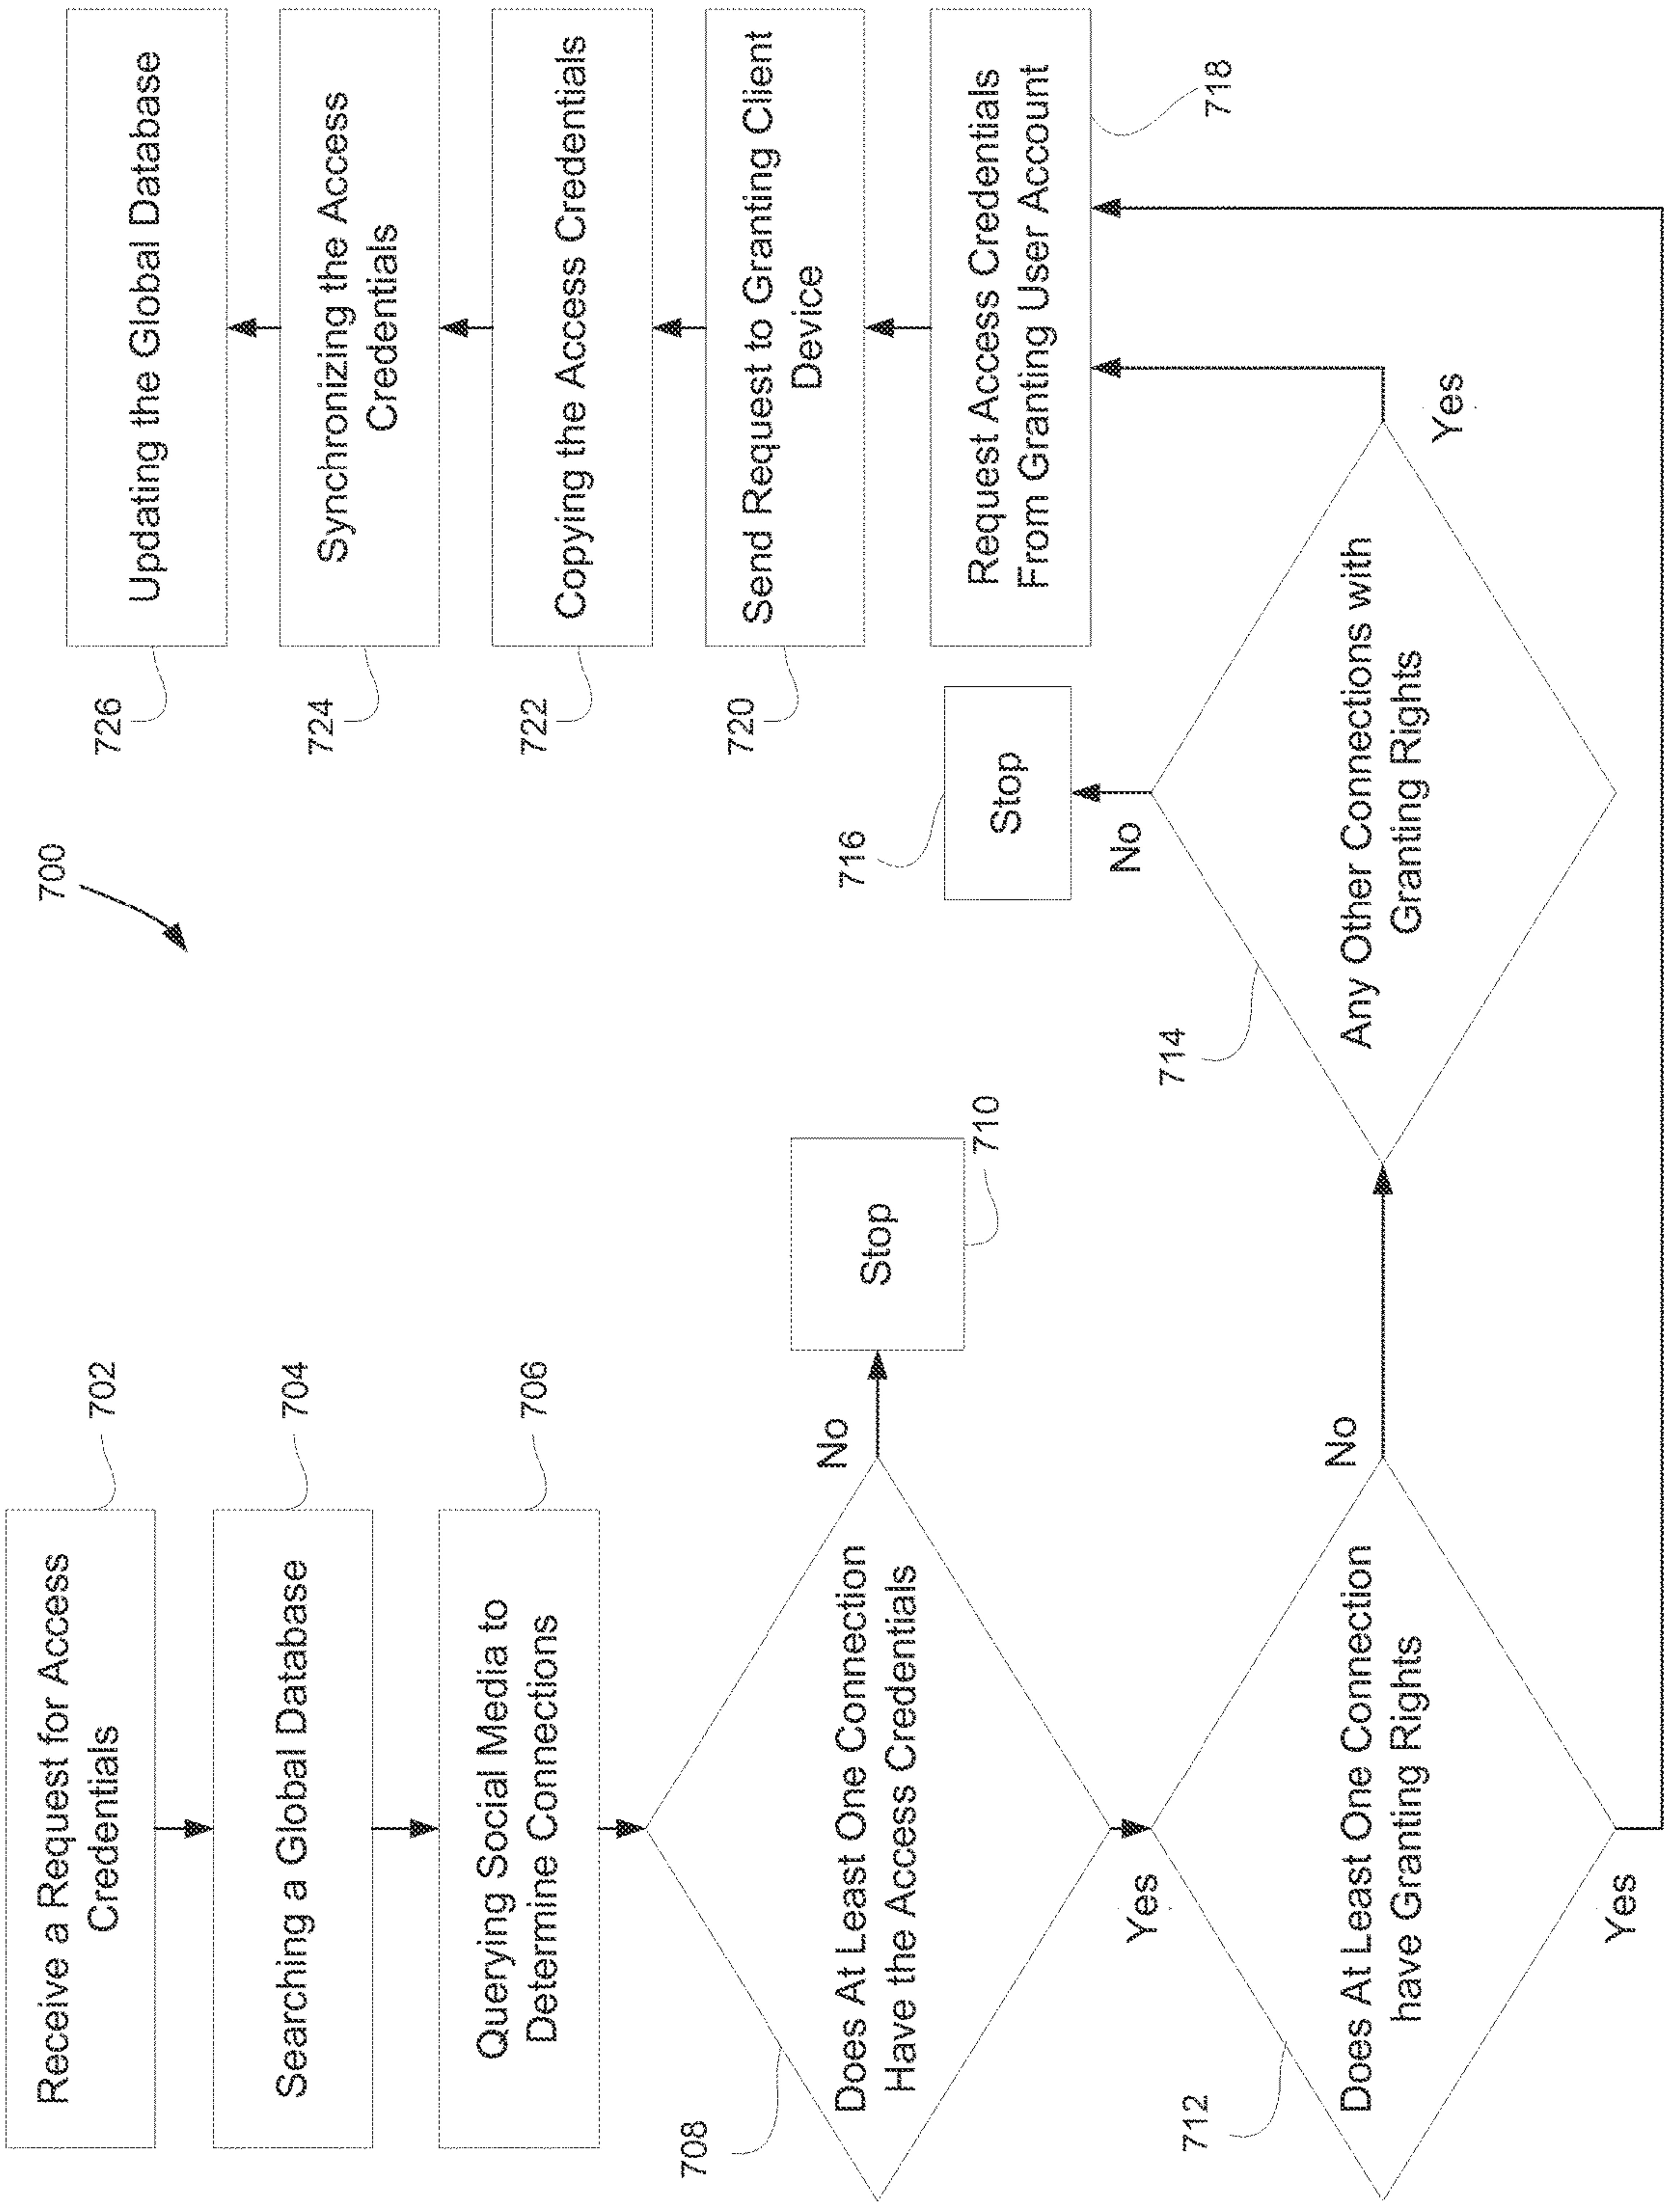 700
Receive a Request for Access
Credentials
702
Searching a Global Database
704
Querying Social Media to
Determine Connections
706
Does At Least One Connection
Have the Access Credentials
708
No
Stop
710
Yes
Does At Least One Connection
have Granting Rights
712
No
Yes
Any Other Connections with
Granting Rights
714
No
Stop
716
Yes
Request Access Credentials
From Granting User Account
718
Send Request to Granting Client
Device
720
Copying the Access Credentials
722
Synchronizing the Access
Credentials
724
Updating the Global Database
726